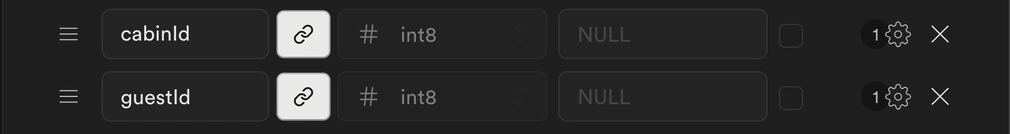 cabinId # int8 NULL 1
guestId # int8 NULL 1